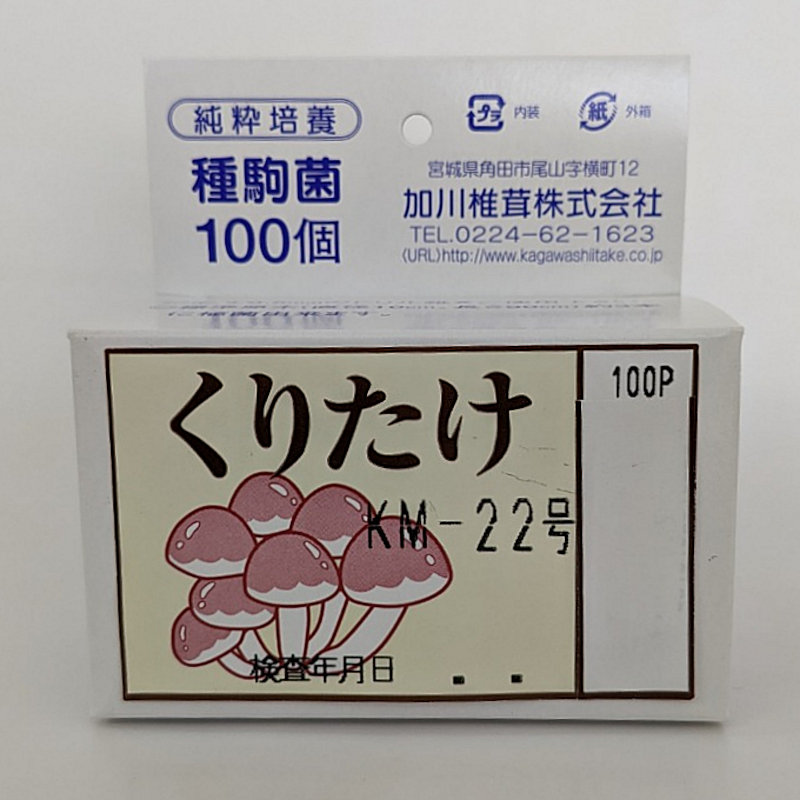 純粋培養
種駒菌
100個
プラ 内装
紙 外箱
宮城県角田市尾山字横町12
加川椎茸株式会社
TEL.0224-62-1623
(URL)http://www.kagawashiitake.co.jp
くりたけ
100P
KM-22号
検査年月日 . .